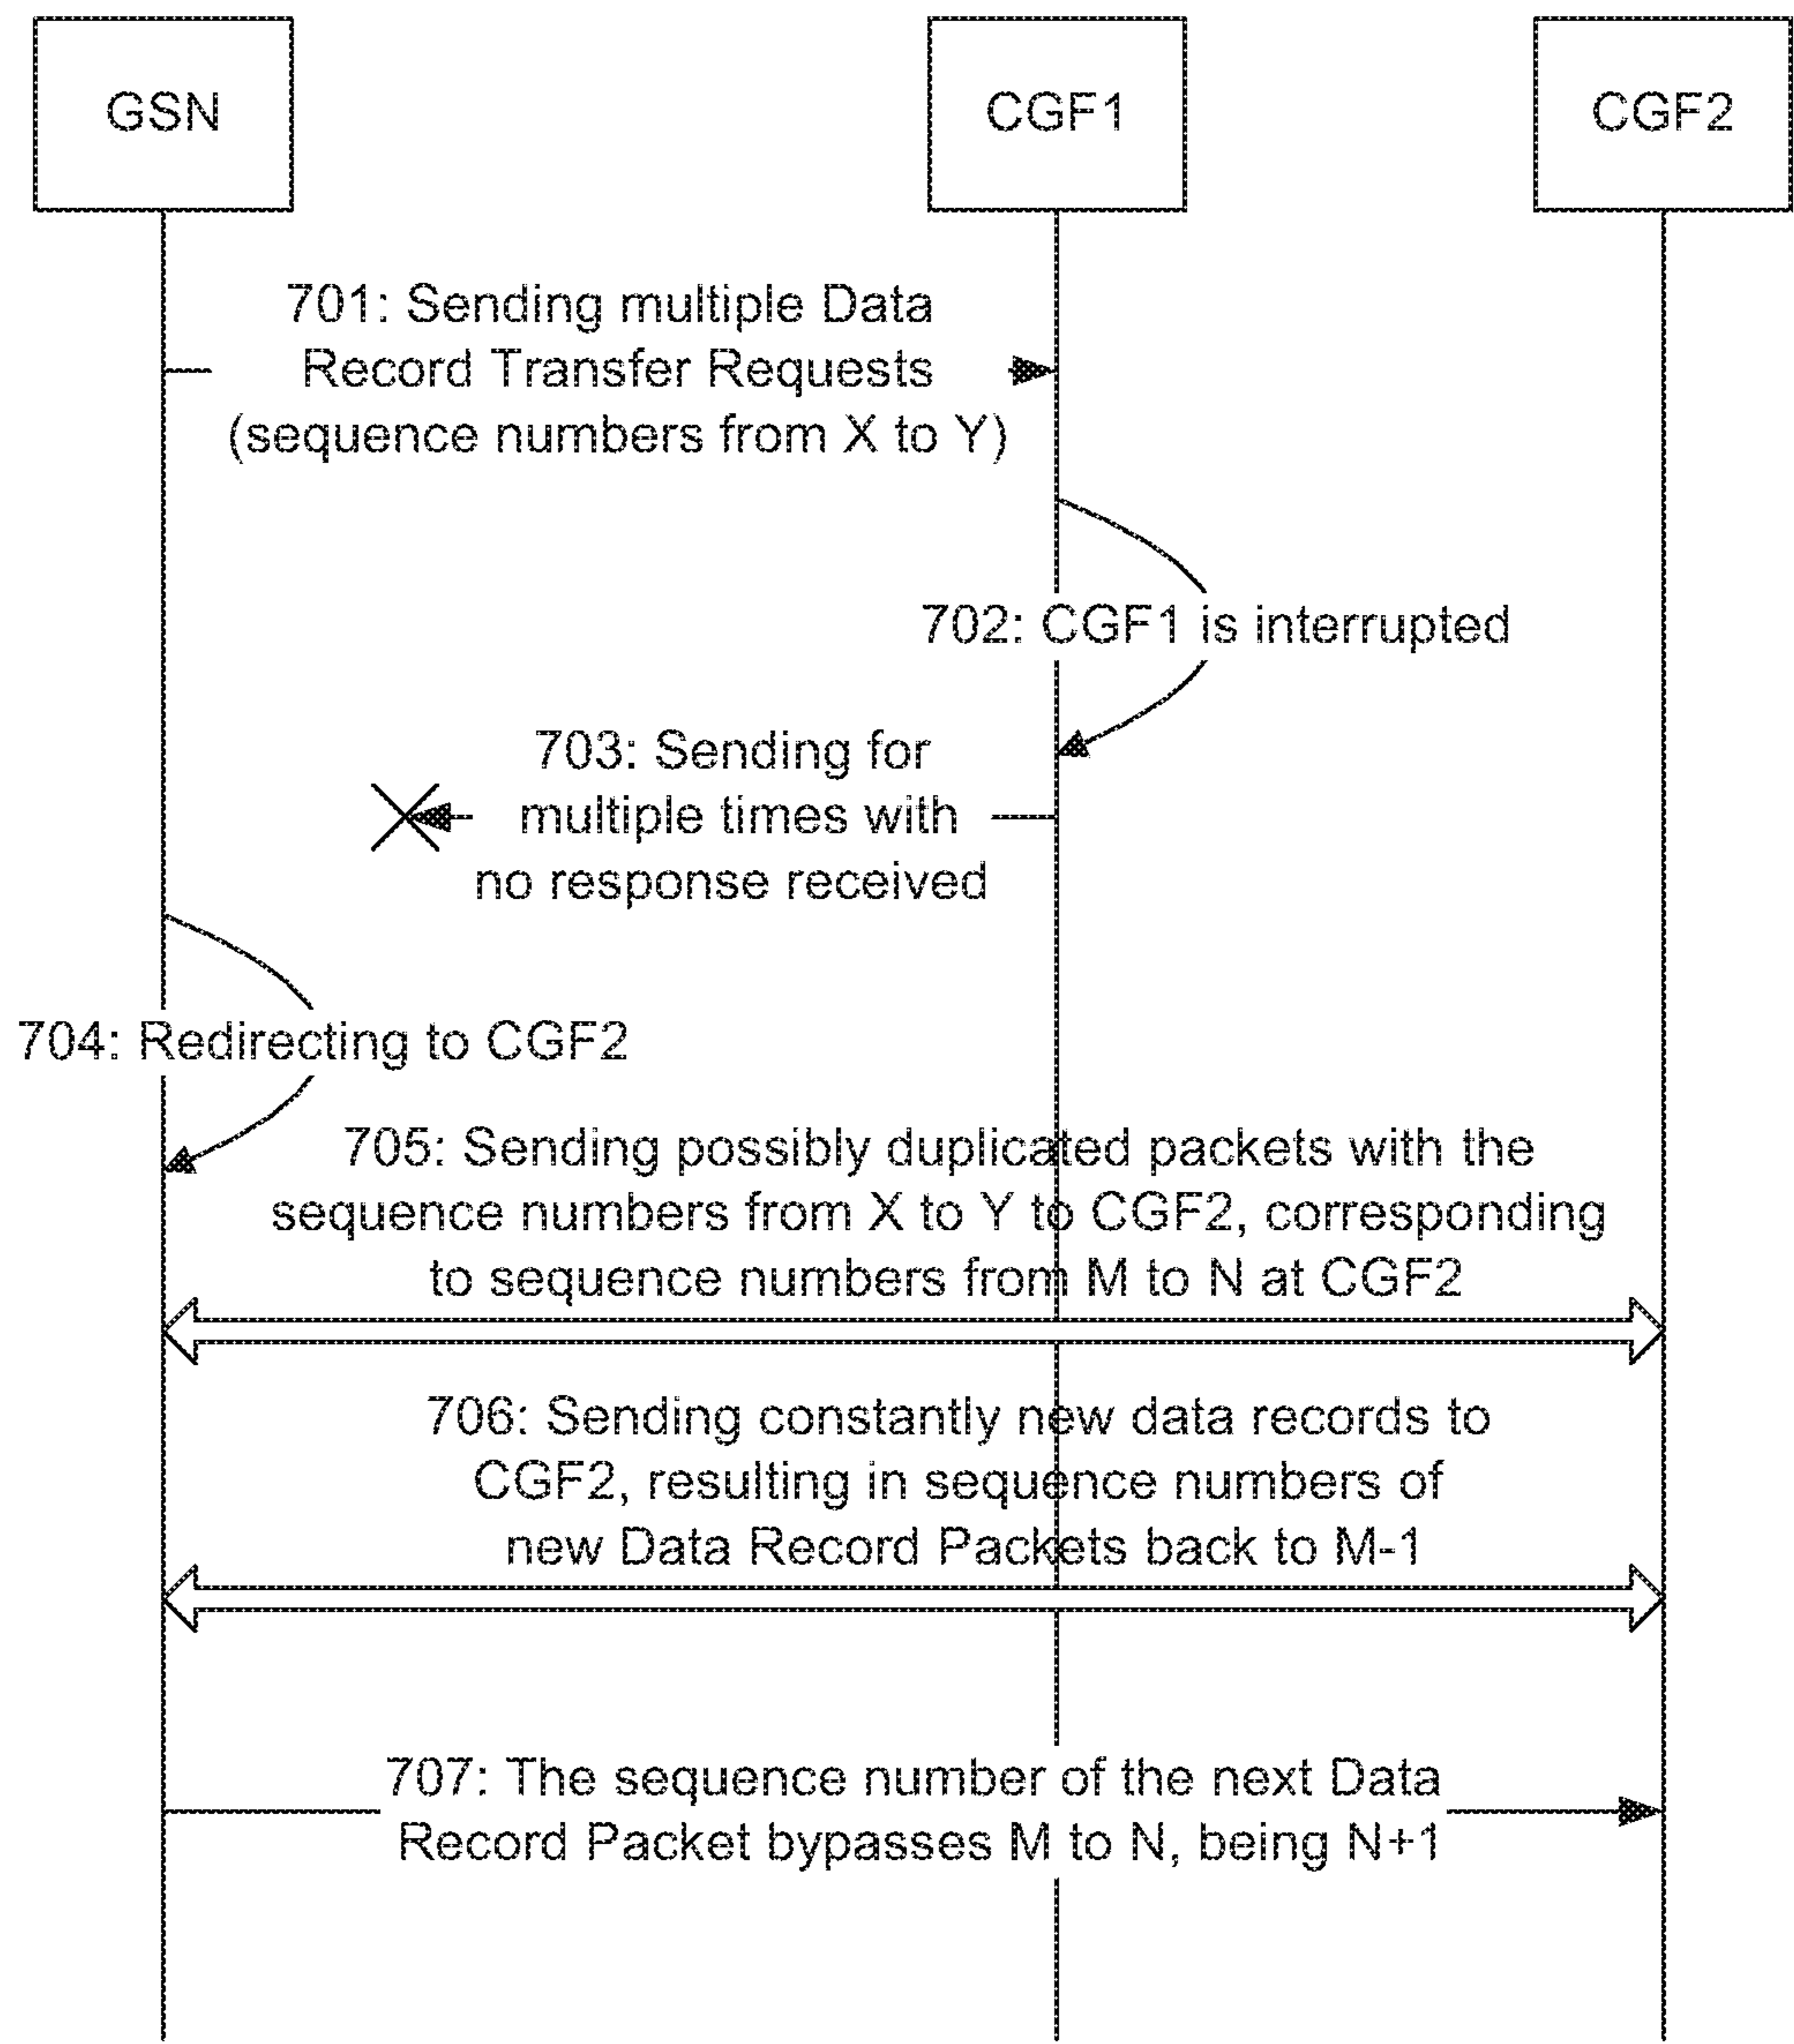 GSN
CGF1
CGF2
701: Sending multiple Data
Record Transfer Requests
(sequence numbers from X to Y)
702: CGF1 is interrupted
703: Sending for
multiple times with
no response received
704: Redirecting to CGF2
705: Sending possibly duplicated packets with the
sequence numbers from X to Y to CGF2, corresponding
to sequence numbers from M to N at CGF2
706: Sending constantly new data records to
CGF2, resulting in sequence numbers of
new Data Record Packets back to M-1
707: The sequence number of the next Data
Record Packet bypasses M to N, being N+1